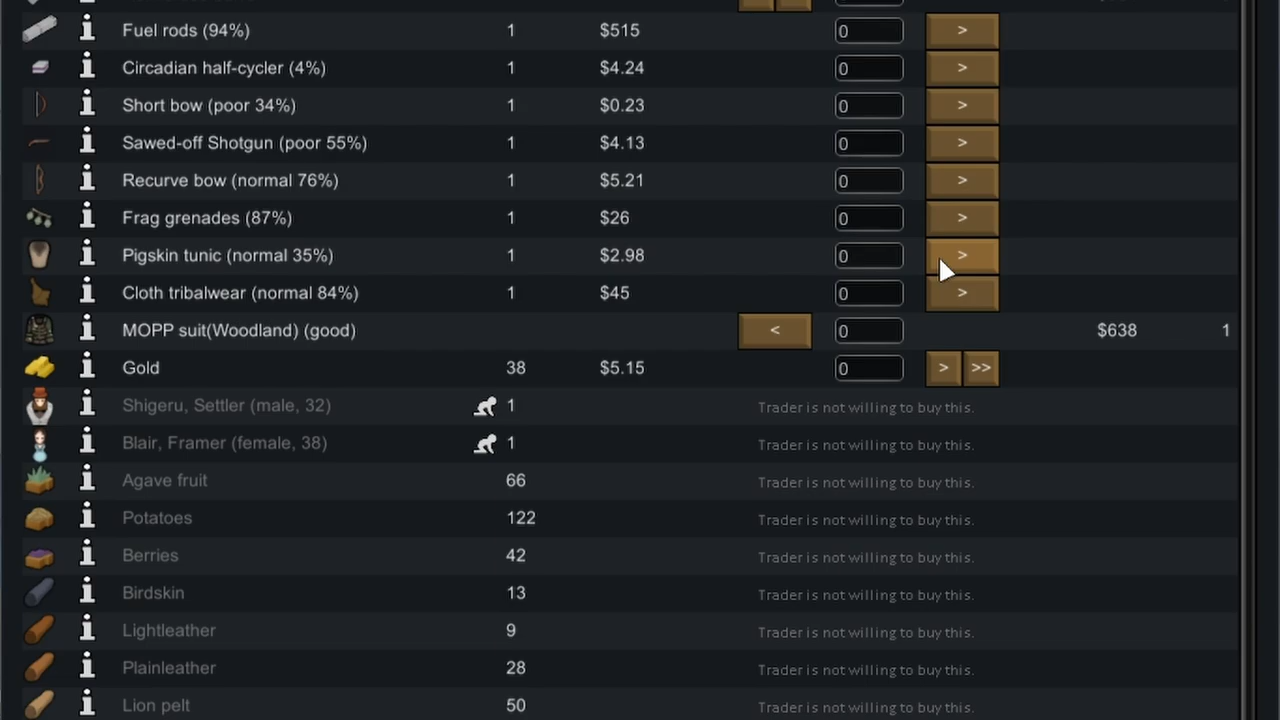 Fuel rods (94%) 1 $515 0 >
Circadian half-cycler (4%) 1 $4.24 0 >
Short bow (poor 34%) 1 $0.23 0 >
Sawed-off Shotgun (poor 55%) 1 $4.13 0 >
Recurve bow (normal 76%) 1 $5.21 0 >
Frag grenades (87%) 1 $26 0 >
Pigskin tunic (normal 35%) 1 $2.98 0 >
Cloth tribalwear (normal 84%) 1 $45 0 >
MOPP suit(Woodland) (good) < 0 $638 1
Gold 38 $5.15 0 > >>
Shigeru, Settler (male, 32) 1 Trader is not willing to buy this.
Blair, Framer (female, 38) 1 Trader is not willing to buy this.
Agave fruit 66 Trader is not willing to buy this.
Potatoes 122 Trader is not willing to buy this.
Berries 42 Trader is not willing to buy this.
Birdskin 13 Trader is not willing to buy this.
Lightleather 9 Trader is not willing to buy this.
Plainleather 28 Trader is not willing to buy this.
Lion pelt 50 Trader is not willing to buy this.